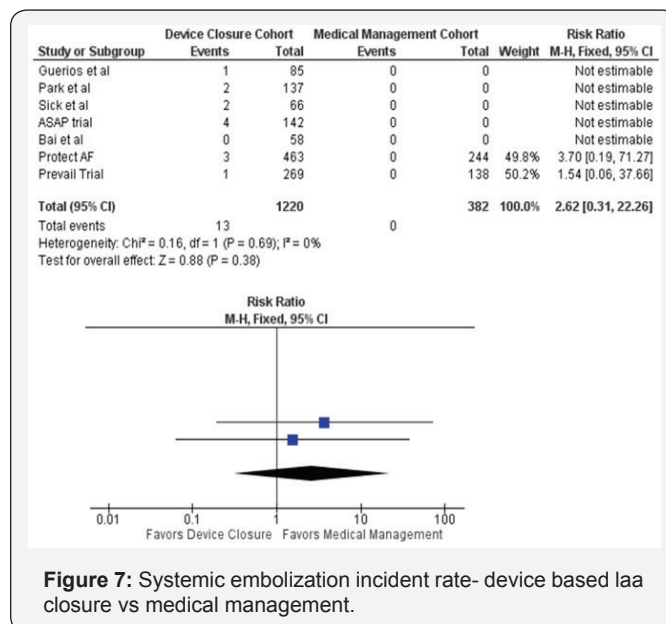 Device Closure Cohort Medical Management Cohort Risk Ratio
Study or Subgroup Events Total Events Total Weight M-H, Fixed, 95% CI
Guerios et al 1 85 0 0 Not estimable
Park et al 2 137 0 0 Not estimable
Sick et al 2 66 0 0 Not estimable
ASAP trial 4 142 0 0 Not estimable
Bai et al 0 58 0 0 Not estimable
Protect AF 3 463 0 244 49.8% 3.70 [0.19, 71.27]
Prevail Trial 1 269 0 138 50.2% 1.54 [0.06, 37.66]
Total (95% CI) 1220 382 100.0% 2.62 [0.31, 22.26]
Total events 13 0
Heterogeneity: Chi² = 0.16, df = 1 (P = 0.69); I² = 0%
Test for overall effect: Z = 0.88 (P = 0.38)
Risk Ratio
M-H, Fixed, 95% CI
0.01 0.1 1 10 100
Favors Device Closure Favors Medical Management
Figure 7: Systemic embolization incident rate- device based laa
closure vs medical management.